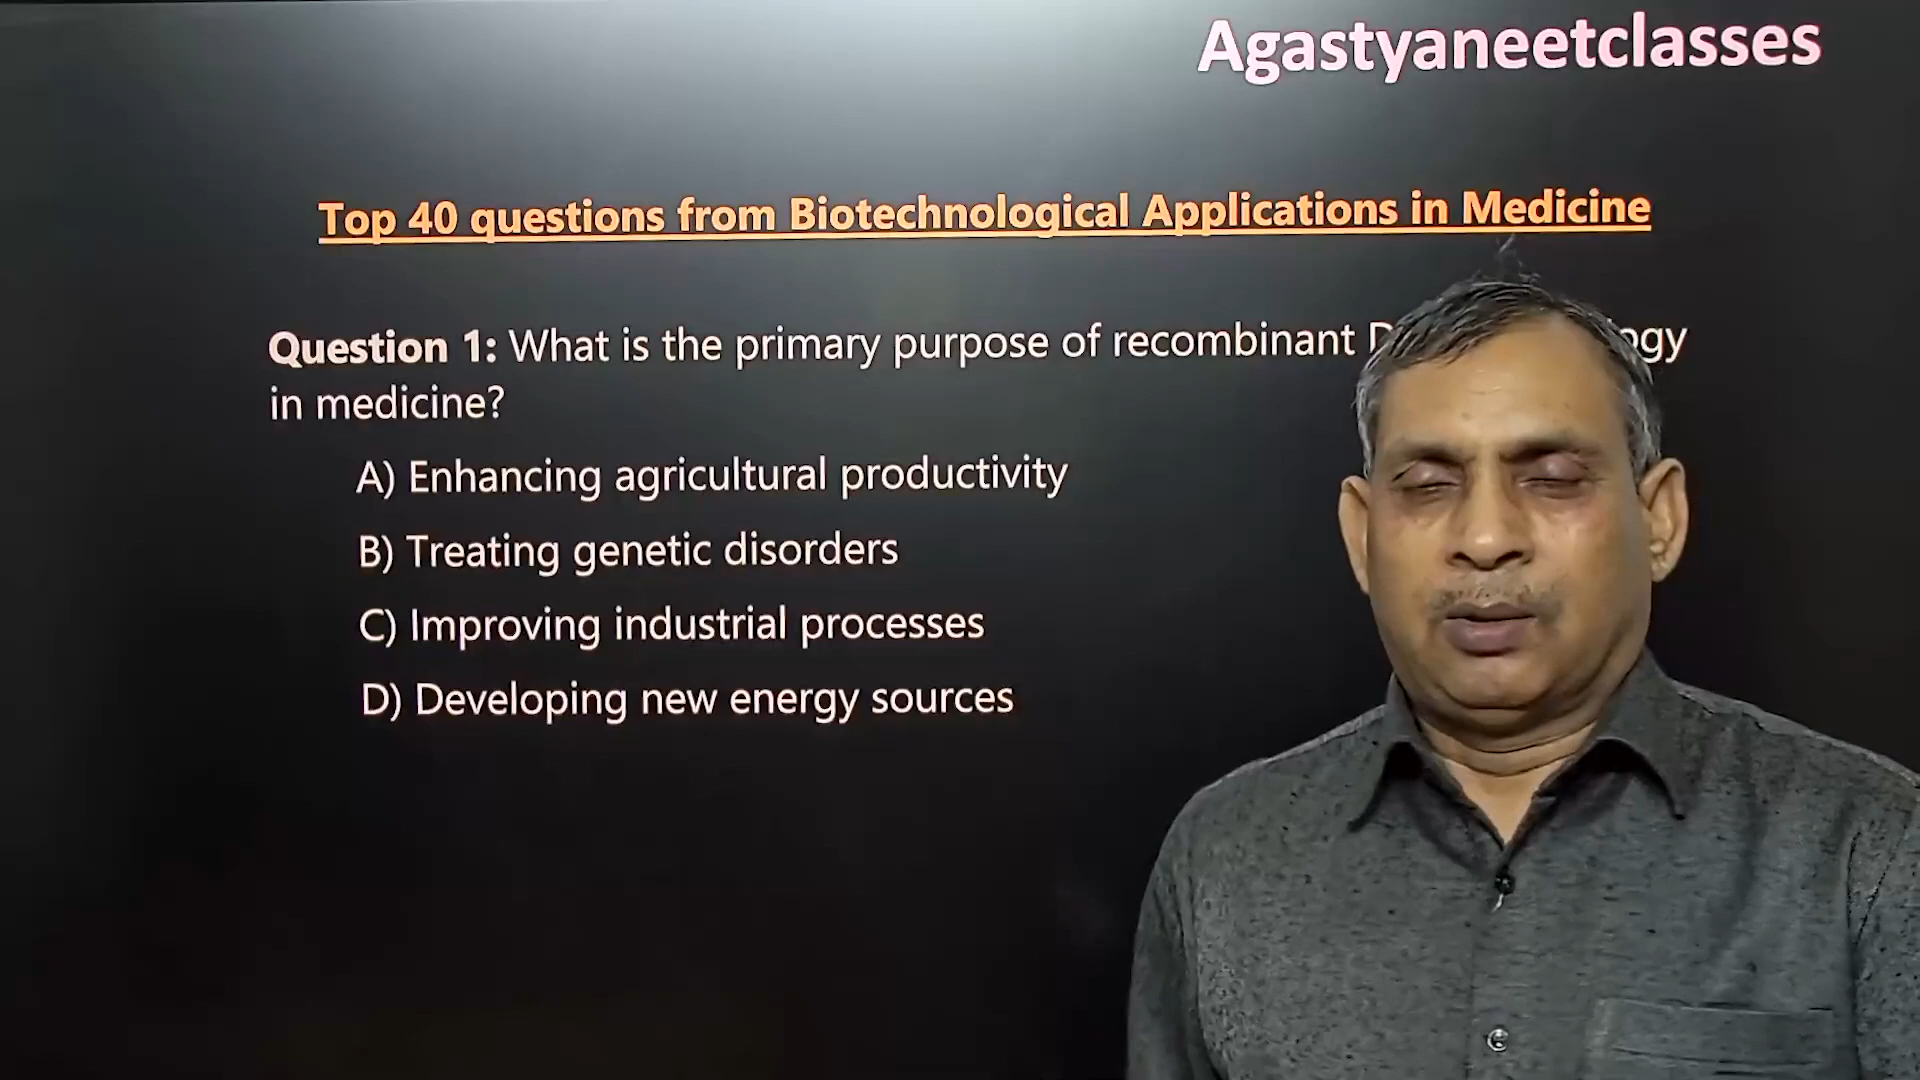 Agastyaneetclasses
Top 40 questions from Biotechnological Applications in Medicine
Question 1: What is the primary purpose of recombinant
in medicine?
A) Enhancing agricultural productivity
B) Treating genetic disorders
C) Improving industrial processes
D) Developing new energy sources